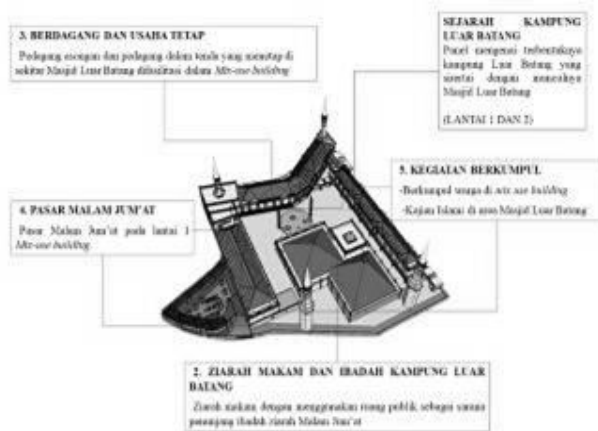 3. BERDAGANG DAN USAHA TETAP
Pedagang asongan dan pedagang dalam tenda yang menetap di
sekitar Masjid Luar Batang difasilitasi dalam Mix-use building
SEJARAH KAMPUNG
LUAR BATANG
Panel mengenai terbentuknya
kampung Luar Batang yang
disertai dengan munculnya
Masjid Luar Batang
(LANTAI 1 DAN 2)
5. KEGIATAN BERKUMPUL
-Berkumpul warga di mix use building
-Kajian Islami di area Masjid Luar Batang
4. PASAR MALAM JUM'AT
Pasar Malam Jum'at pada lantai 1
Mix-use building
2. ZIARAH MAKAM DAN IBADAH KAMPUNG LUAR
BATANG
Ziarah makam dengan menggunakan ruang publik sebagai sarana
penunjang ibadah ziarah Malam Jum'at